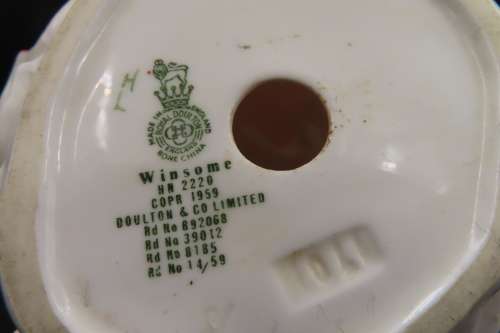 MADE IN ENGLAND
ROYAL DOULTON
ENGLAND
BONE CHINA
Winsome
HN 2220
COPR 1959
DOULTON & CO LIMITED
Rd No 892068
Rd No 39012
Rd No 8185
Rd No 14/59